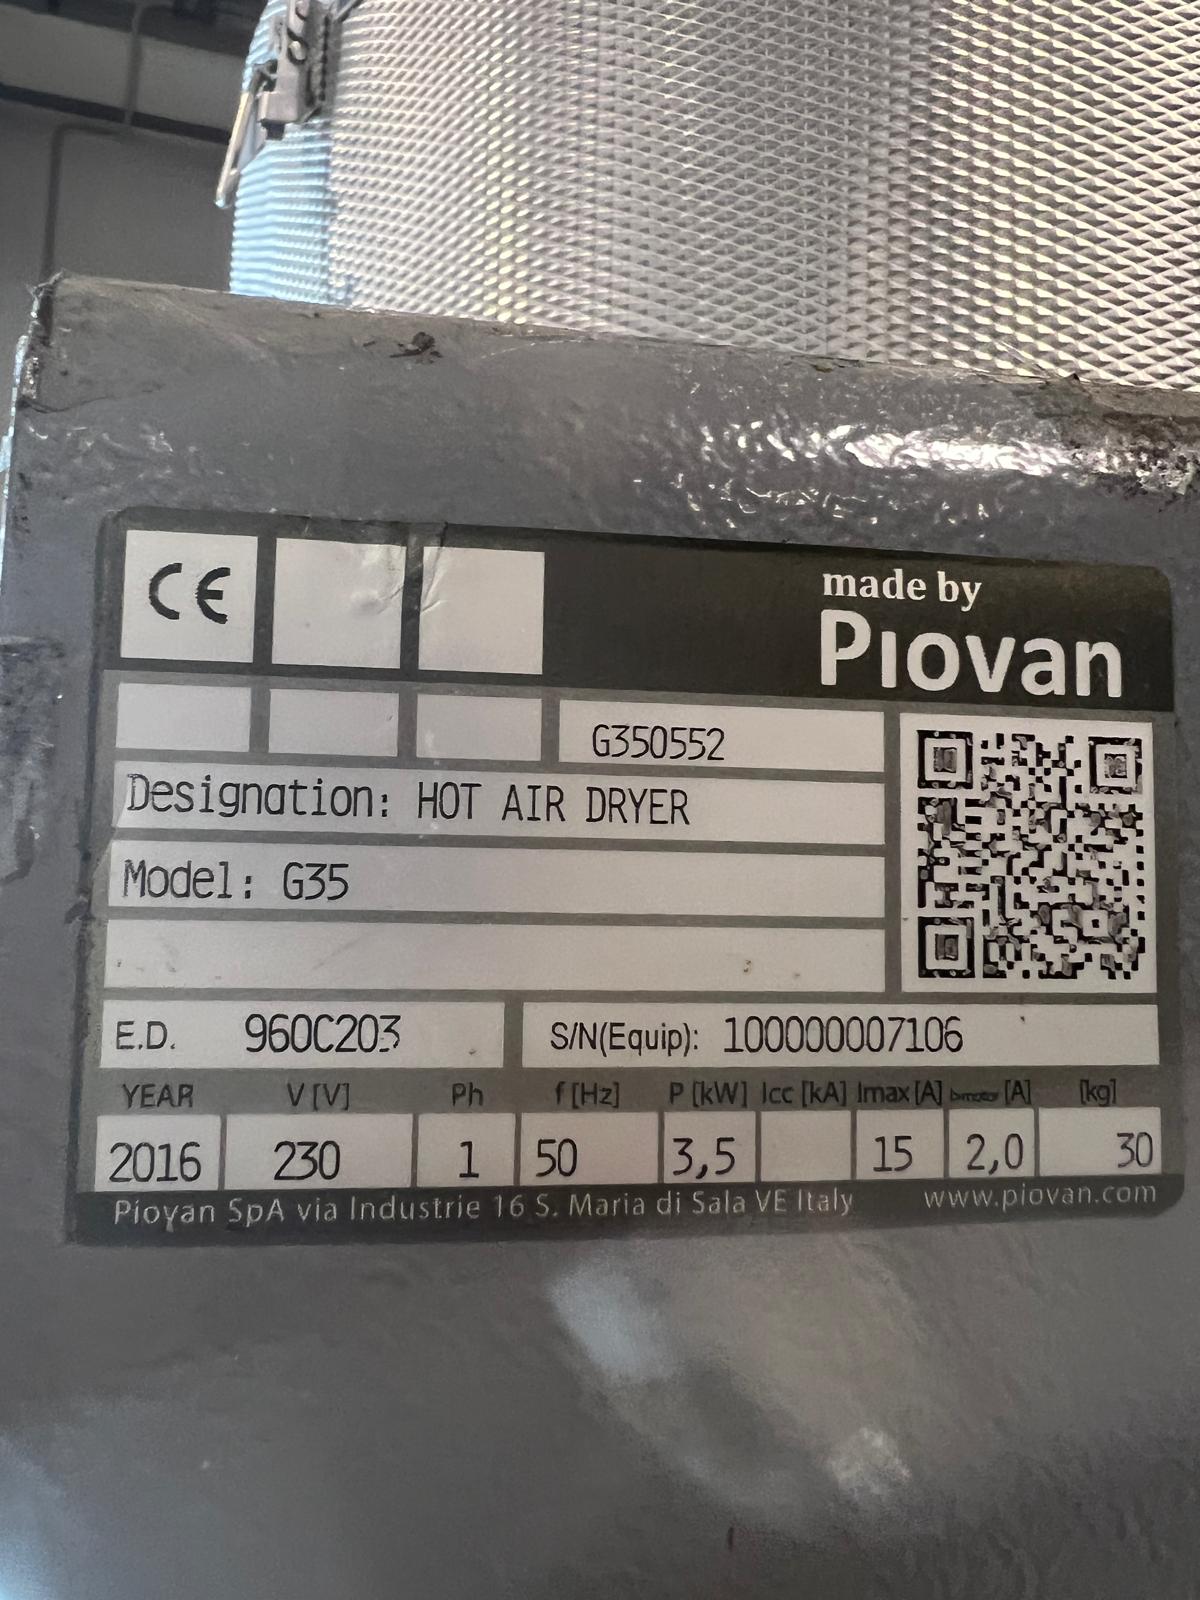 CE
made by
Piovan
G350552
Designation: HOT AIR DRYER
Model: G35
E.D. 960C203
S/N(Equip): 100000007106
YEAR V [V] Ph f [Hz] P [kW] Icc [kA] Imax [A] [A] [kg]
2016 230 1 50 3,5 15 2,0 30
Piovan SpA via Industrie 16 S. Maria di Sala VE Italy www.piovan.com